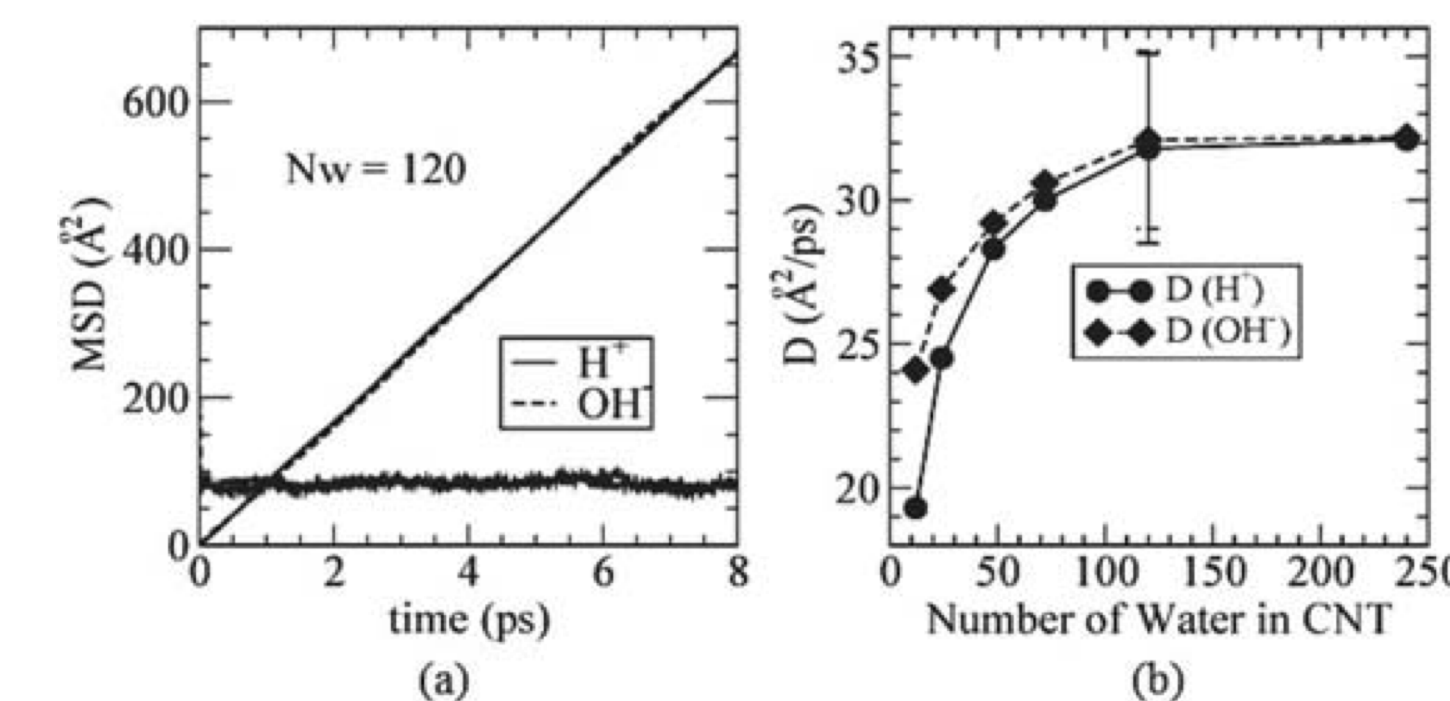 600
400
200
0
MSD (Å²)
Nw = 120
H⁺
OH⁻
0 2 4 6 8
time (ps)
(a)
35
30
25
20
D (Å²/ps)
D (H⁺)
D (OH⁻)
0 50 100 150 200 250
Number of Water in CNT
(b)